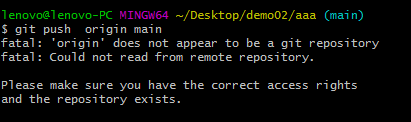 lenovo@lenovo-PC MINGW64 ~/Desktop/demo02/aaa (main)
$ git push  origin main
fatal: 'origin' does not appear to be a git repository
fatal: Could not read from remote repository.

Please make sure you have the correct access rights
and the repository exists.